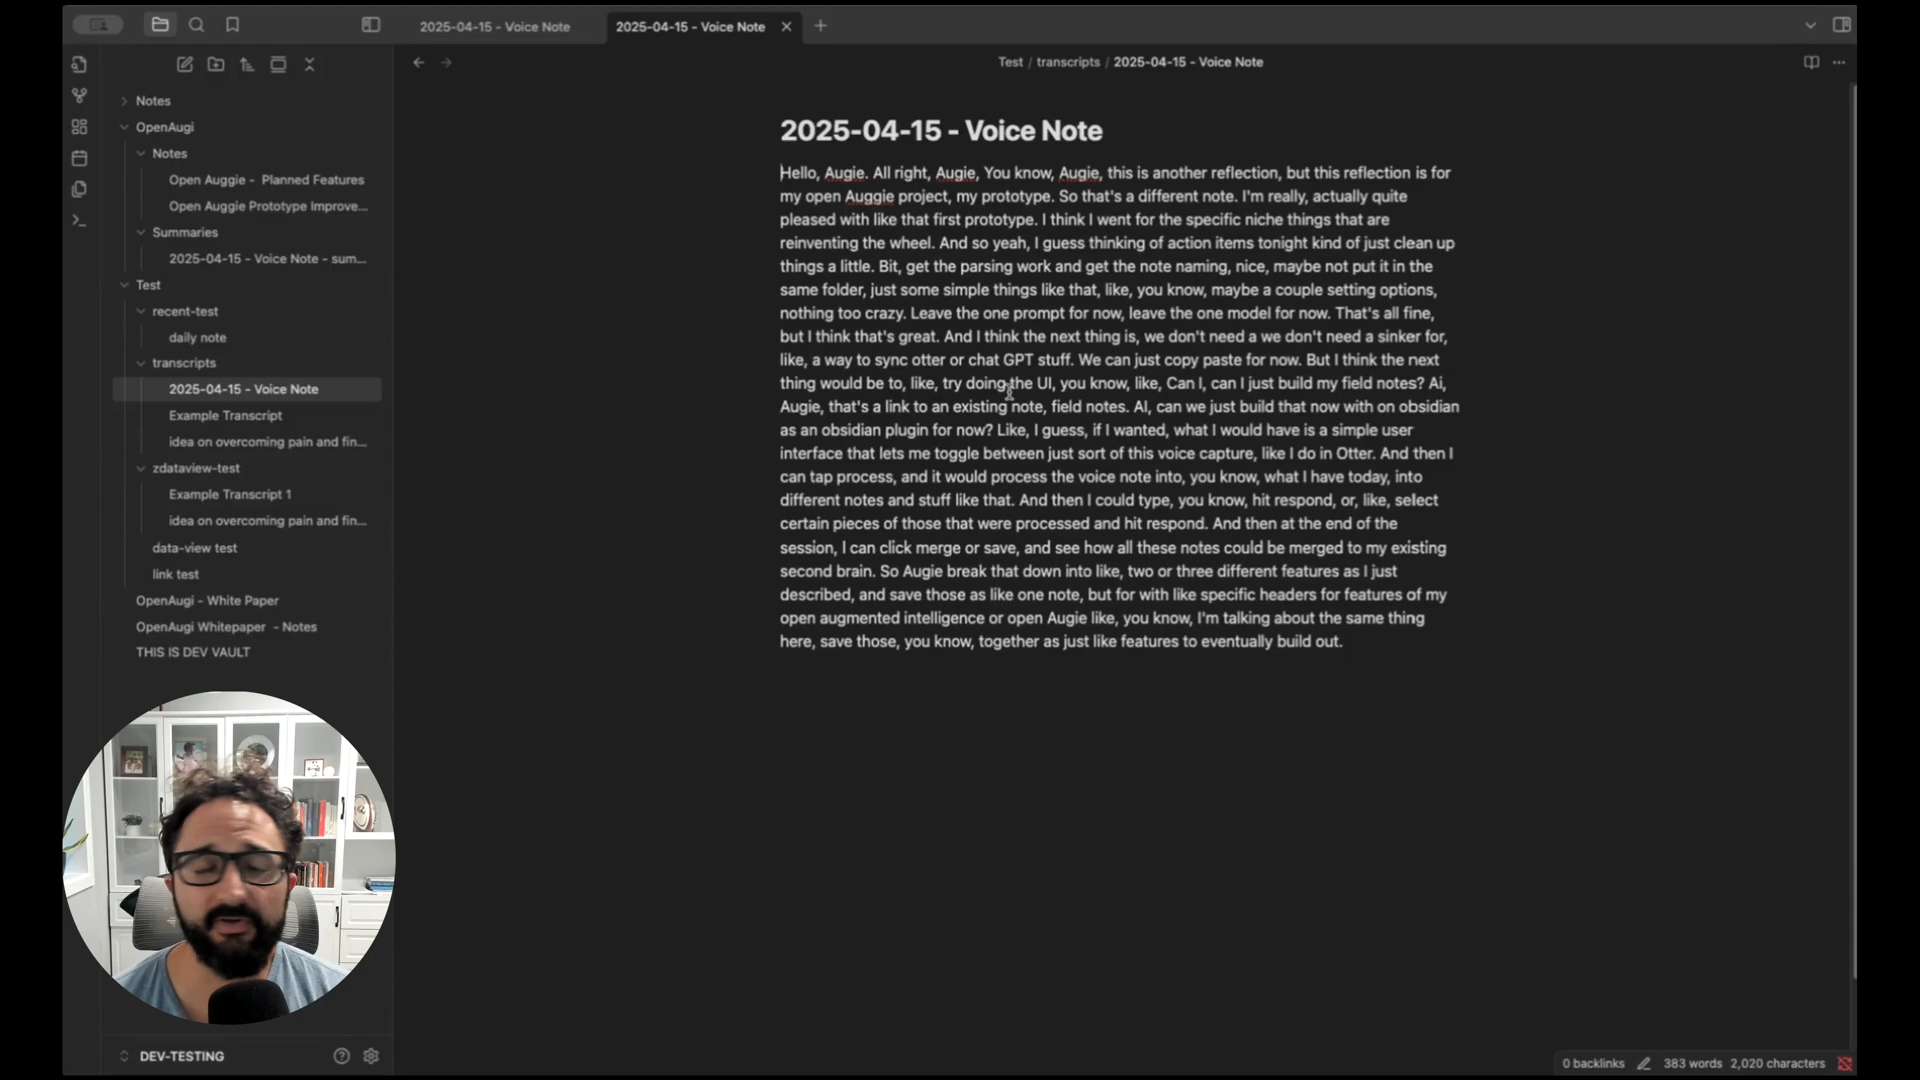 2025-04-15 - Voice Note
2025-04-15 - Voice Note
Test / transcripts / 2025-04-15 - Voice Note
Notes
OpenAugi
Notes
Open Auggie - Planned Features
Open Auggie Prototype Improve...
Summaries
2025-04-15 - Voice Note - sum...
Test
recent-test
daily note
transcripts
2025-04-15 - Voice Note
Example Transcript
idea on overcoming pain and fin...
zdataview-test
Example Transcript 1
idea on overcoming pain and fin...
data-view test
link test
OpenAugi - White Paper
OpenAugi Whitepaper - Notes
THIS IS DEV VAULT
DEV-TESTING
2025-04-15 - Voice Note
Hello, Augie. All right, Augie, You know, Augie, this is another reflection, but this reflection is for
my open Auggie project, my prototype. So that's a different note. I'm really, actually quite
pleased with like that first prototype. I think I went for the specific niche things that are
reinventing the wheel. And so yeah, I guess thinking of action items tonight kind of just clean up
things a little. Bit, get the parsing work and get the note naming, nice, maybe not put it in the
same folder, just some simple things like that, like, you know, maybe a couple setting options,
nothing too crazy. Leave the one prompt for now, leave the one model for now. That's all fine,
but I think that's great. And I think the next thing is, we don't need a we don't need a sinker for,
like, a way to sync otter or chat GPT stuff. We can just copy paste for now. But I think the next
thing would be to, like, try doing the UI, you know, like, Can I, can I just build my field notes? Ai,
Augie, that's a link to an existing note, field notes. AI, can we just build that now with on obsidian
as an obsidian plugin for now? Like, I guess, if I wanted, what I would have is a simple user
interface that lets me toggle between just sort of this voice capture, like I do in Otter. And then I
can tap process, and it would process the voice note into, you know, what I have today, into
different notes and stuff like that. And then I could type, you know, hit respond, or, like, select
certain pieces of those that were processed and hit respond. And then at the end of the
session, I can click merge or save, and see how all these notes could be merged to my existing
second brain. So Augie break that down into like, two or three different features as I just
described, and save those as like one note, but for with like specific headers for features of my
open augmented intelligence or open Augie like, you know, I'm talking about the same thing
here, save those, you know, together as just like features to eventually build out.
0 backlinks 383 words 2,020 characters